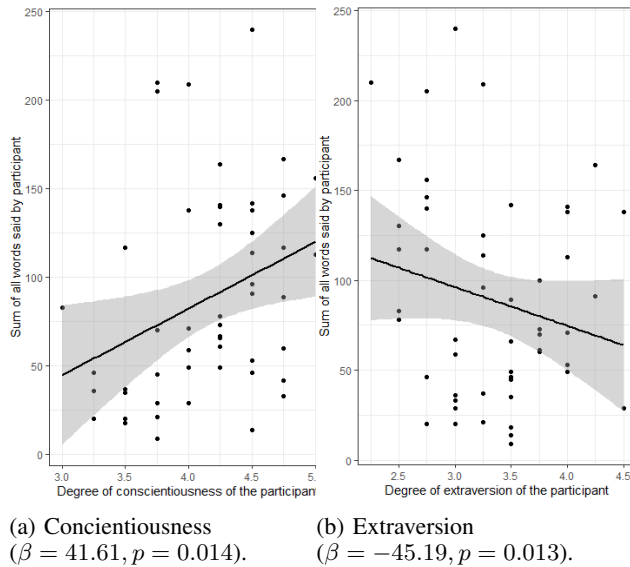 250
200
150
100
50
0
Sum of all words said by participant
3.0 3.5 4.0 4.5 5.
Degree of conscientiousness of the participant
250
200
150
100
50
0
Sum of all words said by participant
2.5 3.0 3.5 4.0 4.5
Degree of extraversion of the participant
(a) Concientiousness
(β = 41.61, p = 0.014).
(b) Extraversion
(β = −45.19, p = 0.013).